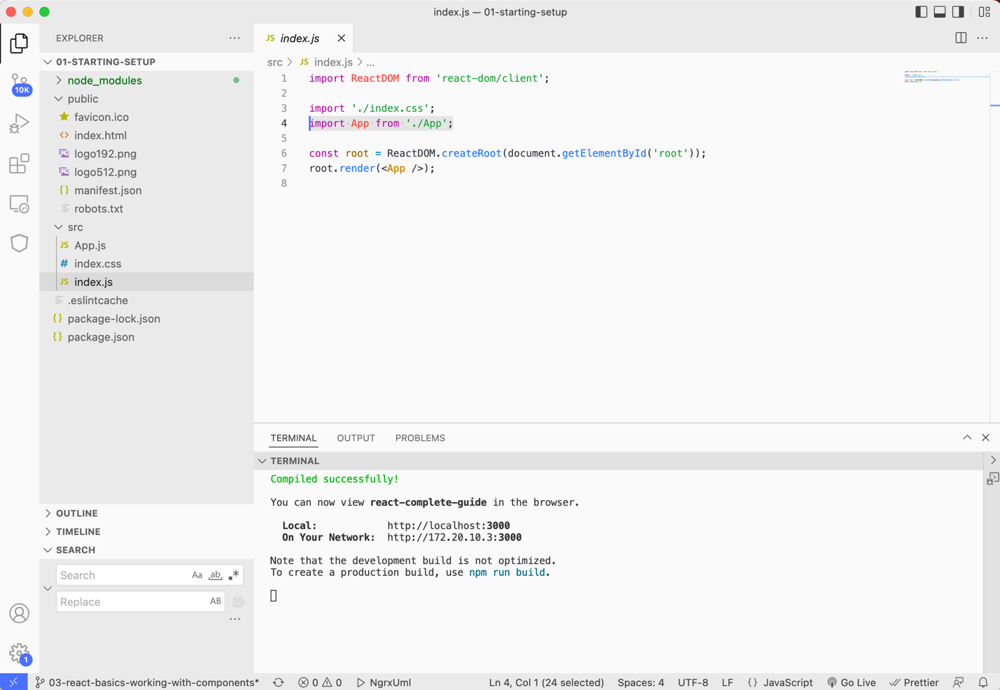 index.js — 01-starting-setup
EXPLORER
JS index.js
01-STARTING-SETUP
src > JS index.js > ...
node_modules
public
favicon.ico
index.html
logo192.png
logo512.png
manifest.json
robots.txt
src
JS App.js
# index.css
JS index.js
.eslintcache
{} package-lock.json
{} package.json
10K
1 import ReactDOM from 'react-dom/client';
2
3 import './index.css';
4 import App from './App';
5
6 const root = ReactDOM.createRoot(document.getElementById('root'));
7 root.render(<App />);
8
TERMINAL OUTPUT PROBLEMS
TERMINAL
Compiled successfully!
You can now view react-complete-guide in the browser.
Local: http://localhost:3000
On Your Network: http://172.20.10.3:3000
Note that the development build is not optimized.
To create a production build, use npm run build.
OUTLINE
TIMELINE
SEARCH
Search Aa ab .*
Replace AB
...
1
03-react-basics-working-with-components* 0 0 NgrxUml Ln 4, Col 1 (24 selected) Spaces: 4 UTF-8 LF {} JavaScript Go Live Prettier